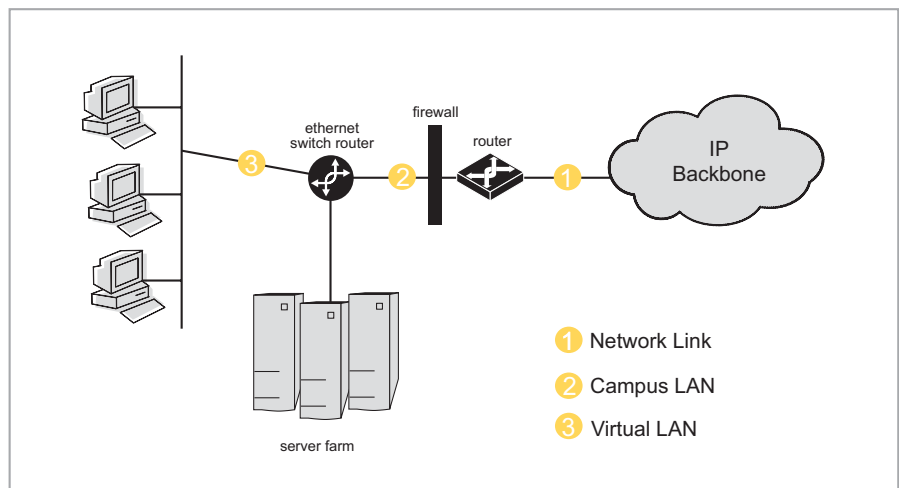 firewall
ethernet
switch router
router
IP
Backbone
3
2
1
server farm
1 Network Link
2 Campus LAN
3 Virtual LAN